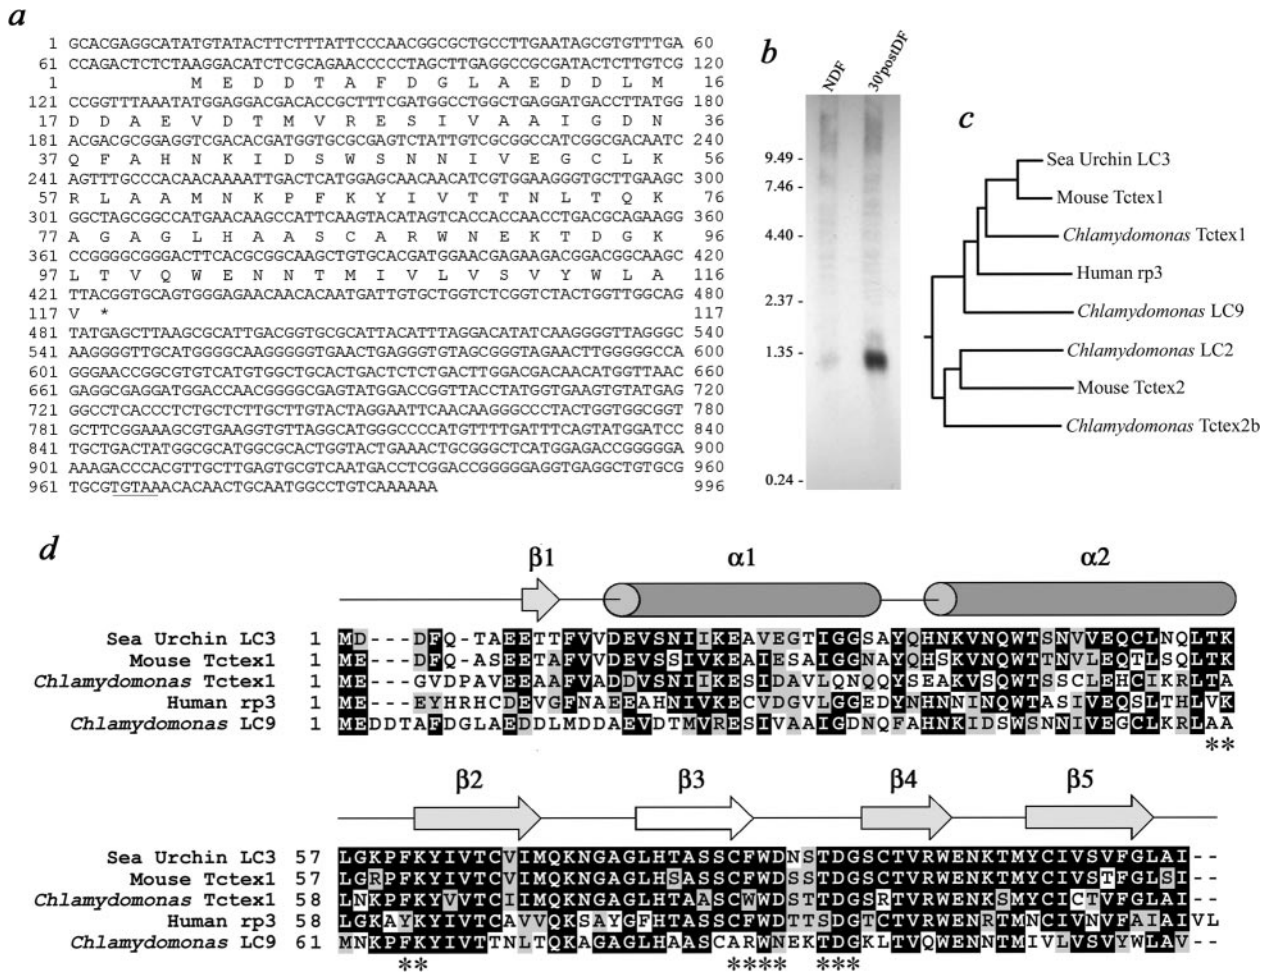 a
1 GCACGAGGCATATGTATACTTCTTTATTCCCAACGGCGCTGCCTTGAATAGCGTGTTTGA 60
61 CCAGACTCTCTAAGGACATCTCGCAGAACCCCCTAGCTTGAGGCCGCGATACTCTTGTCG 120
1 M E D D T A F D G L A E D D L M 16
121 CCGGTTTAAATATGGAGGACGACACCGCTTTCGATGGCCTGGCTGAGGATGACCTTATGG 180
17 D D A E V D T M V R E S I V A A I G D N 36
181 ACGACGCGGAGGTCGACACGATGGTGCGCGAGTCTATTGTCGCGGCCATCGGCGACAATC 240
37 Q F A H N K I D S W S N N I V E G C L K 56
241 AGTTTGCCCACAACAAAATTGACTCATGGAGCAACAACATCGTGGAAGGGTGCTTGAAGC 300
57 R L A A M N K P F K Y I V T T N L T Q K 76
301 GGCTAGCGGCCATGAACAAGCCATTCAAGTACATAGTCACCACCAACCTGACGCAGAAGG 360
77 A G A G L H A A S C A R W N E K T D G K 96
361 CCGGGGCGGGACTTCACGCGGCAAGCTGTGCACGATGGAACGAGAAGACGGACGGCAAGC 420
97 L T V Q W E N N T M I V L V S V Y W L A 116
421 TTACGGTGCAGTGGGAGAACAACACAATGATTGTGCTGGTCTCGGTCTACTGGTTGGCAG 480
117 V * 117
481 TATGAGCTTAAGCGCATTGACGGTGCGCATTACATTTAGGACATATCAAGGGGTTAGGGC 540
541 AAGGGGTTGCATGGGGCAAGGGGGTGAACTGAGGGTGTAGCGGGTAGAACTTGGGGGCCA 600
601 GGGAACCGGCGTGTCATGTGGCTGCACTGACTCTCTGACTTGGACGACAACATGGTTAAC 660
661 GAGGCGAGGATGGACCAACGGGGCGAGTATGGACCGGTTACCTATGGTGAAGTGTATGAG 720
721 GGCCTCACCCTCTGCTCTTGCTTGTACTAGGAATTCAACAAGGGCCCTACTGGTGGCGGT 780
781 GCTTCGGAAAGCGTGAAGGTGTTAGGCATGGGCCCCATGTTTTGATTTCAGTATGGATCC 840
841 TGCTGACTATGGCGCATGGCGCACTGGTACTGAAACTGCGGGCTCATGGAGACCGGGGGA 900
901 AAAGACCCACGTTGCTTGAGTGCGTCAATGACCTCGGACCGGGGGAGGTGAGGCTGTGCG 960
961 TGCGTGTAAACACAACTGCAATGGCCTGTCAAAAAA 996
b
NDF
30'postDF
9.49 -
7.46 -
4.40 -
2.37 -
1.35 -
0.24 -
c
Sea Urchin LC3
Mouse Tctex1
Chlamydomonas Tctex1
Human rp3
Chlamydomonas LC9
Chlamydomonas LC2
Mouse Tctex2
Chlamydomonas Tctex2b
d
β1 α1 α2
Sea Urchin LC3 1 MD---DFQ-TAEETTFVVDEVSNIIKEAVEGTIGGSAYQHNKVNQWTSNVVEQCLNQLTK
Mouse Tctex1 1 ME---DFQ-ASEETAFVVDEVSSIVKEAIESAIGGNAYQHSKVNQWTTNVLEQTLSQLTK
Chlamydomonas Tctex1 1 ME---GVDPAVEEAAFVADDVSNIIKESIDAVLQNQQYSEAKVSQWTSSCLEHCIKRLTA
Human rp3 1 ME---EYHRHCDEVGFNAEEAHNIVKECVDGVLGGEDYNHNNINQWTASIVEQSLTHLVK
Chlamydomonas LC9 1 MEDDTAFDGLAEDDLMDDAEVDTMVRESIVAAIGDNQFAHNKIDSWSNNIVEGCLKRLAA
**
β2 β3 β4 β5
Sea Urchin LC3 57 LGKPFKYIVTCVIMQKNGAGLHTASSCFWDNSTDGSCTVRWENKTMYCIVSVFGLAI--
Mouse Tctex1 57 LGRPFKYIVTCVIMQKNGAGLHSASSCFWDSSTDGSCTVRWENKTMYCIVSTFGLSI--
Chlamydomonas Tctex1 58 LNKPFKYVVTCIIMQKNGAGLHTAASCWWDSTTDGSRTVRWENKSMYCICTVFGLAI--
Human rp3 58 LGKAYKYIVTCAVVQKSAYGFHTASSCFWDTTSDGTCTVRWENRTMNCIVNVFAIAIVL
Chlamydomonas LC9 61 MNKPFKYIVTTNLTQKAGAGLHAASCARWNEKTDGKLTVQWENNTMIVLVSVYWLAV--
** **** ***